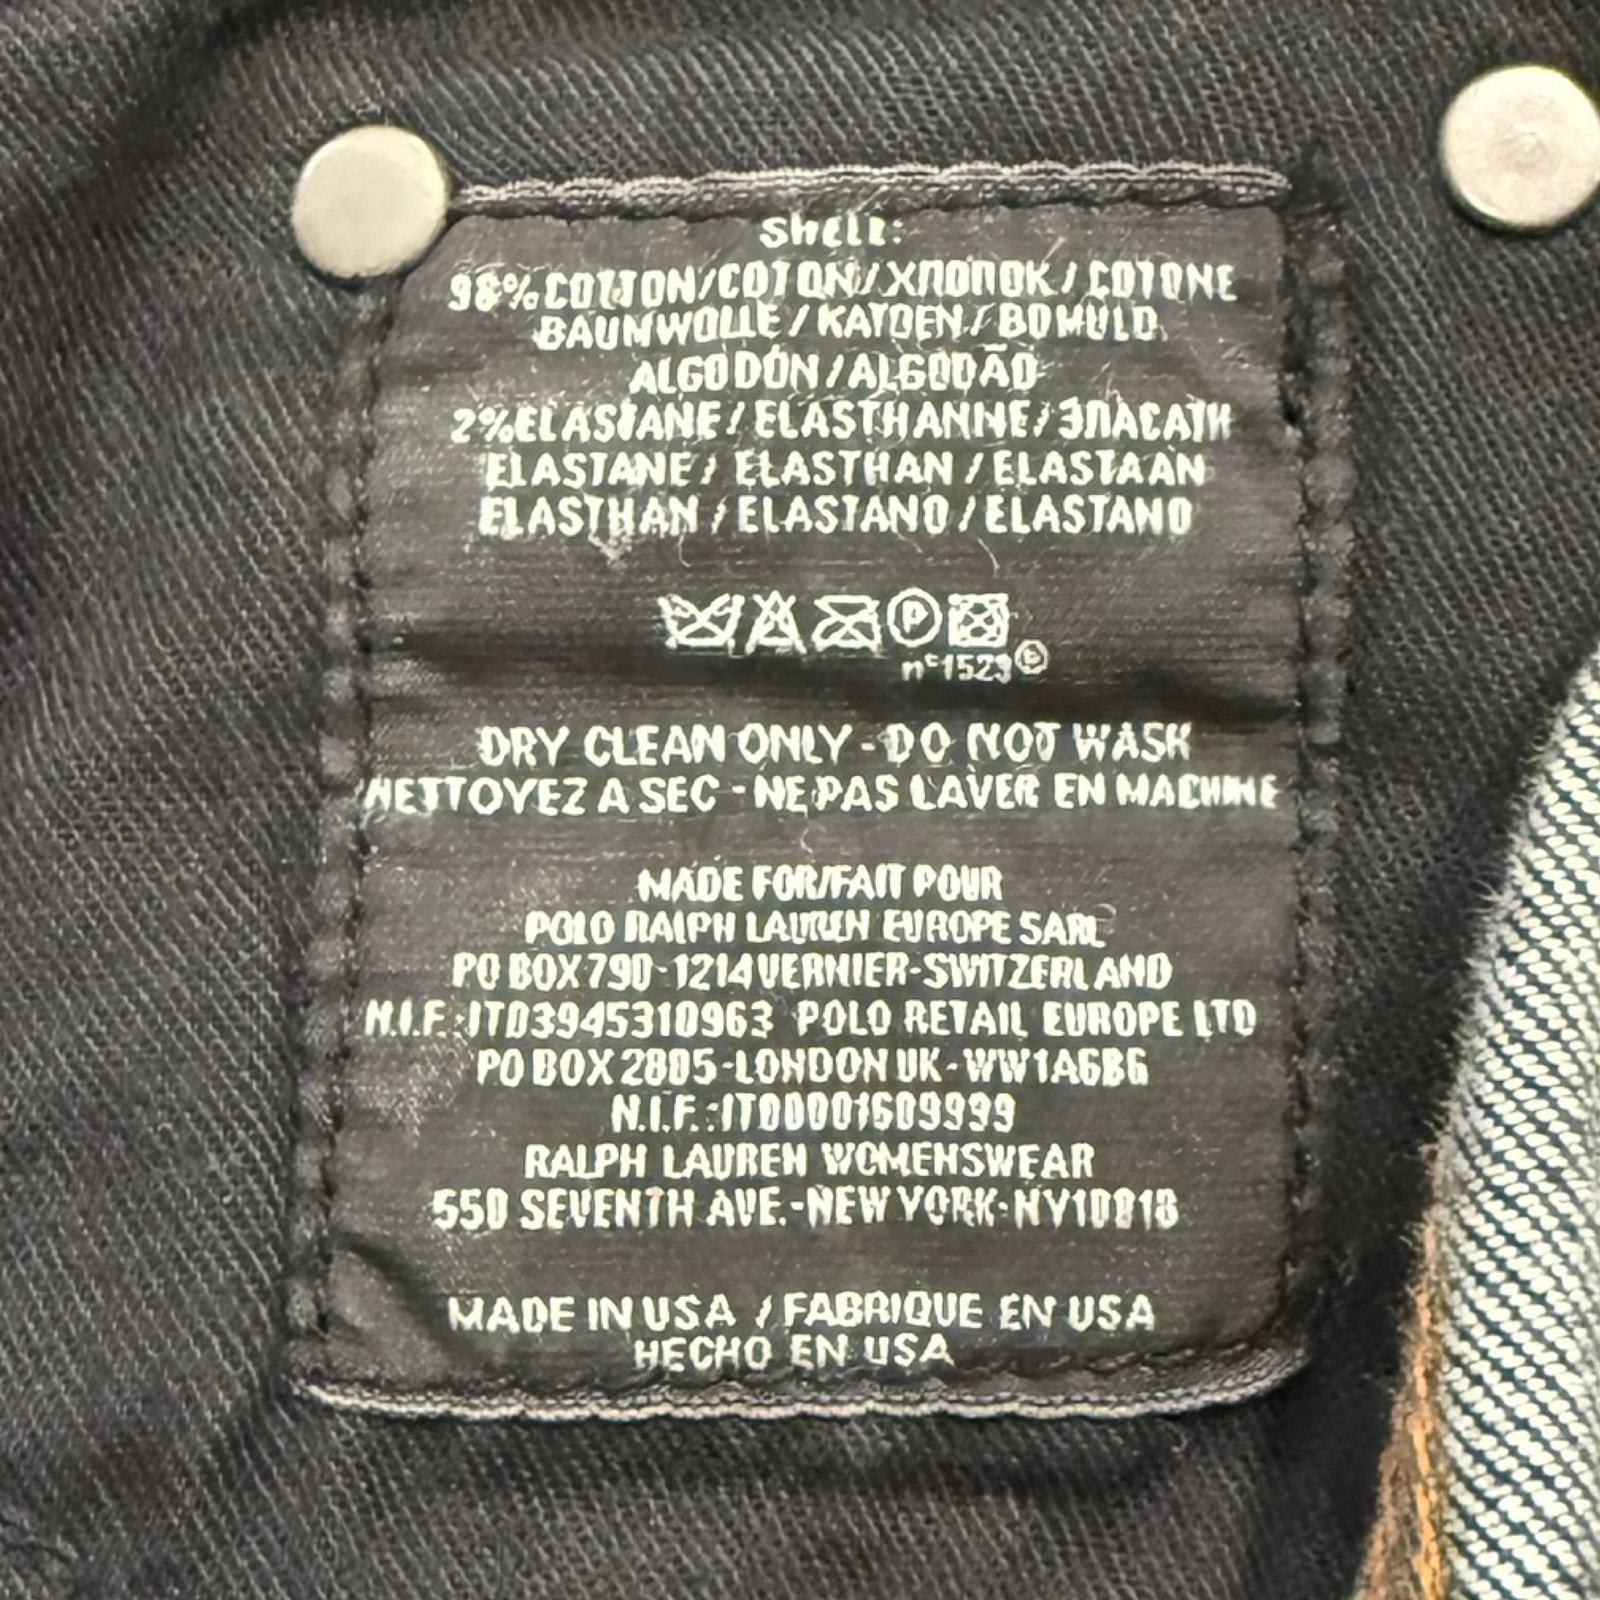 SHELL:
98% COTTON / COTON / ХЛОПОК / COTONE
BAUMWOLLE / KATOEN / BOMULD
ALGODÓN / ALGODÃO
2% ELASTANE / ELASTHANNE / ЭЛАСАТН
ELASTANE / ELASTHAN / ELASTAAN
ELASTHAN / ELASTANO / ELASTANO
P
n°1523 ©
DRY CLEAN ONLY - DO NOT WASH
NETTOYEZ A SEC - NE PAS LAVER EN MACHINE
MADE FOR/FAIT POUR
POLO RALPH LAUREN EUROPE SARL
PO BOX 790 - 1214 VERNIER - SWITZERLAND
N.I.F.:IT03945310963 POLO RETAIL EUROPE LTD
PO BOX 2805 - LONDON UK - WW1A6BG
N.I.F.:IT00001609999
RALPH LAUREN WOMENSWEAR
550 SEVENTH AVE. - NEW YORK - NY10018
MADE IN USA / FABRIQUE EN USA
HECHO EN USA